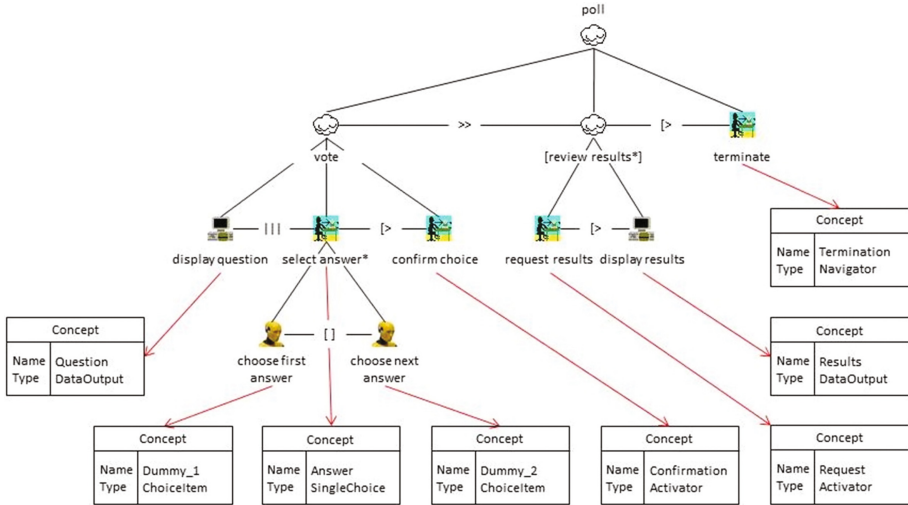 poll
>>
[>
vote
[review results*]
terminate
|||
[>
[>
display question
select answer*
confirm choice
request results
display results
Concept
Name Termination
Type Navigator
[]
choose first
answer
choose next
answer
Concept
Name Question
Type DataOutput
Concept
Name Results
Type DataOutput
Concept
Name Dummy_1
Type ChoiceItem
Concept
Name Answer
Type SingleChoice
Concept
Name Dummy_2
Type ChoiceItem
Concept
Name Confirmation
Type Activator
Concept
Name Request
Type Activator